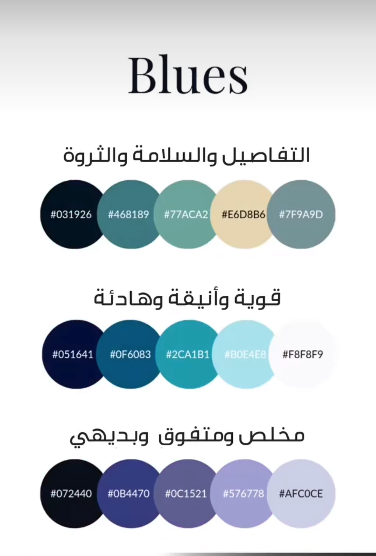 Blues
التفاصيل والسلامة والثروة
#031926 #468189 #77ACA2 #E6D8B6 #7F9A9D
قوية وأنيقة وهادئة
#051641 #0F6083 #2CA1B1 #B0E4E8 #F8F8F9
مخلص ومتفوق وبديهي
#072440 #0B4470 #0C1521 #576778 #AFC0CE